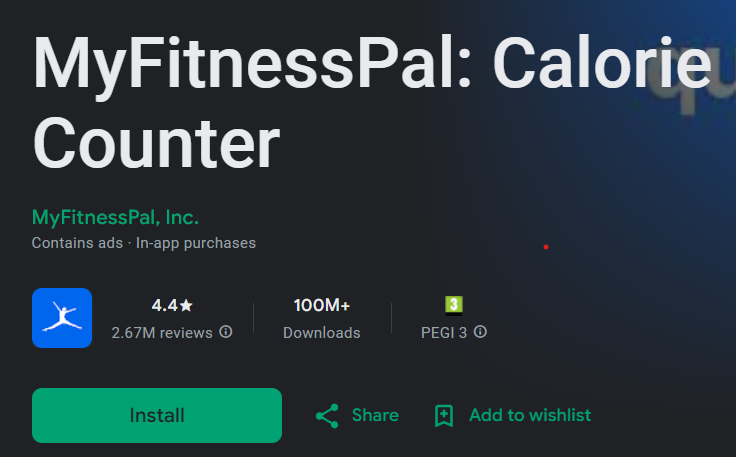 MyFitnessPal: Calorie
Counter
MyFitnessPal, Inc.
Contains ads · In-app purchases
4.4★ 100M+ 3
2.67M reviews Downloads PEGI 3
Install Share Add to wishlist